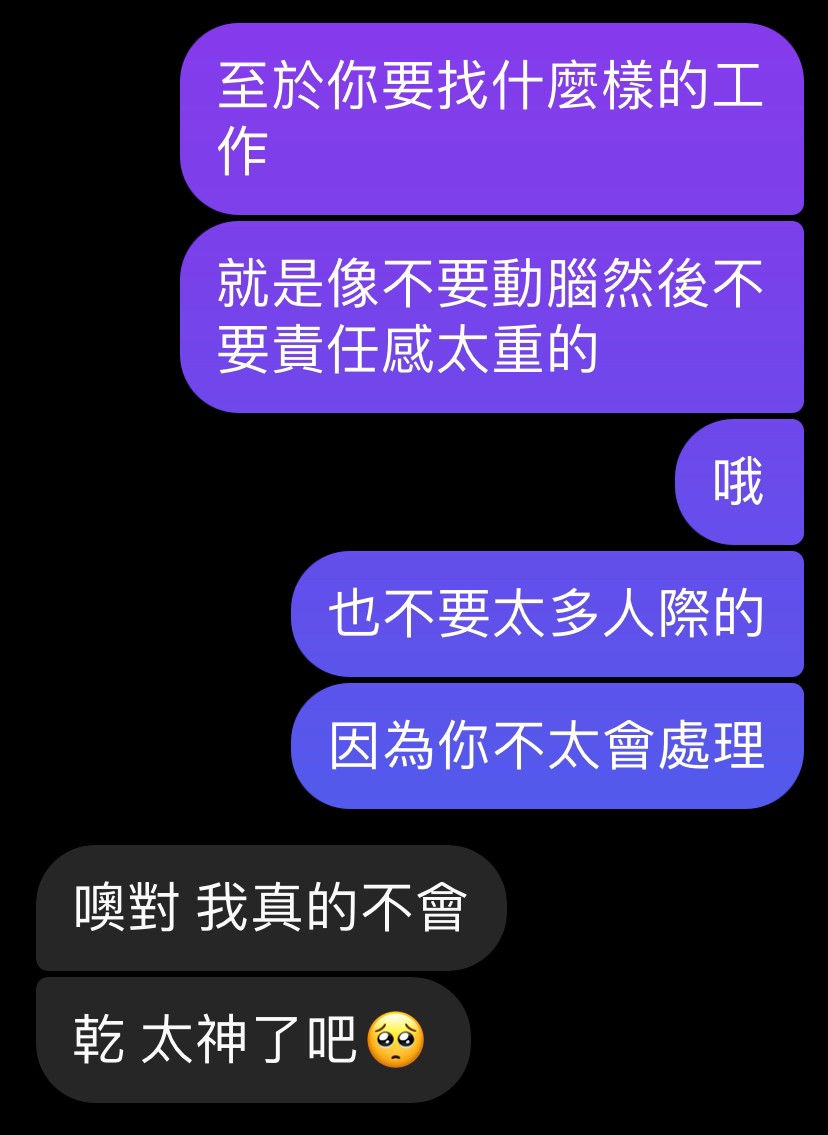 至於你要找什麼樣的工
作
就是像不要動腦然後不
要責任感太重的
哦
也不要太多人際的
因為你不太會處理
噢對 我真的不會
乾 太神了吧🥺